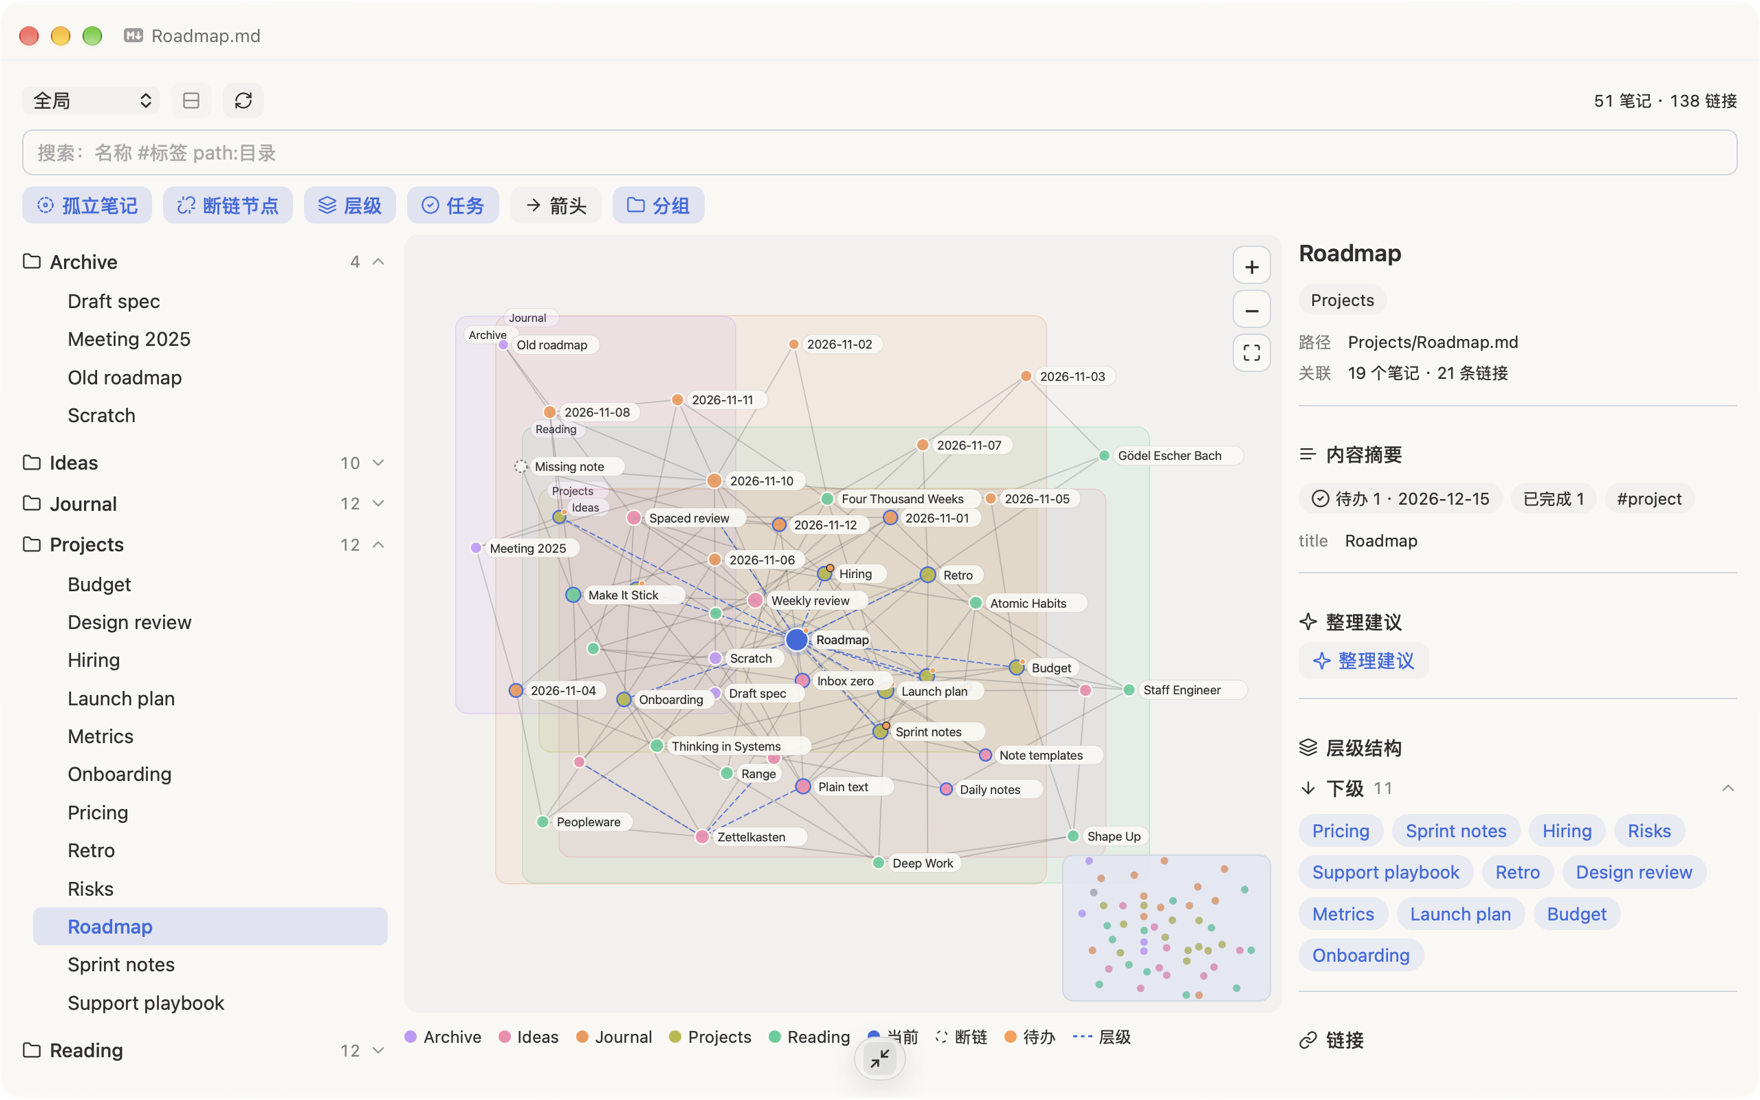 Roadmap.md
全局
51 笔记 · 138 链接
搜索：名称 #标签 path:目录
孤立笔记
断链节点
层级
任务
箭头
分组
Archive 4
Draft spec
Meeting 2025
Old roadmap
Scratch
Ideas 10
Journal 12
Projects 12
Budget
Design review
Hiring
Launch plan
Metrics
Onboarding
Pricing
Retro
Risks
Roadmap
Sprint notes
Support playbook
Reading 12
Journal
Archive
Old roadmap
2026-11-02
2026-11-03
2026-11-11
2026-11-08
Reading
2026-11-07
Gödel Escher Bach
Missing note
2026-11-10
Projects
Four Thousand Weeks
2026-11-05
Ideas
Spaced review
2026-11-12
2026-11-01
Meeting 2025
2026-11-06
Hiring
Retro
Make It Stick
Weekly review
Atomic Habits
Roadmap
Scratch
Budget
Inbox zero
2026-11-04
Onboarding
Draft spec
Launch plan
Staff Engineer
Sprint notes
Thinking in Systems
Note templates
Range
Plain text
Daily notes
Peopleware
Zettelkasten
Shape Up
Deep Work
Archive
Ideas
Journal
Projects
Reading
当前
断链
待办
层级
Roadmap
Projects
路径 Projects/Roadmap.md
关联 19 个笔记 · 21 条链接
内容摘要
待办 1 · 2026-12-15
已完成 1
#project
title Roadmap
整理建议
整理建议
层级结构
下级 11
Pricing
Sprint notes
Hiring
Risks
Support playbook
Retro
Design review
Metrics
Launch plan
Budget
Onboarding
链接